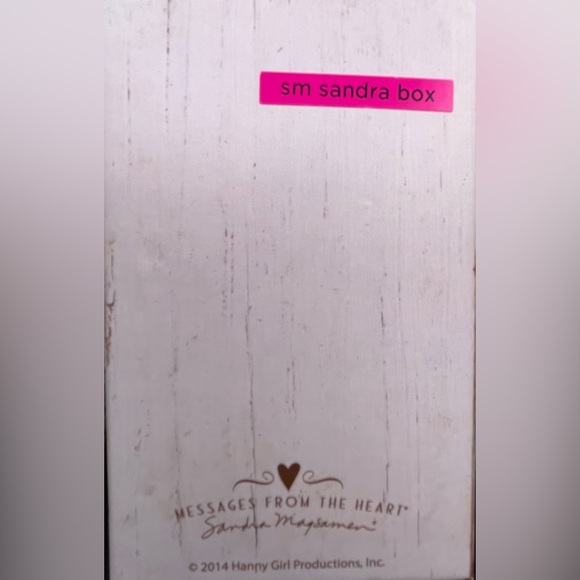 sm sandra box
MESSAGES FROM THE HEART®
Sandra Magsamen®
© 2014 Hanny Girl Productions, Inc.